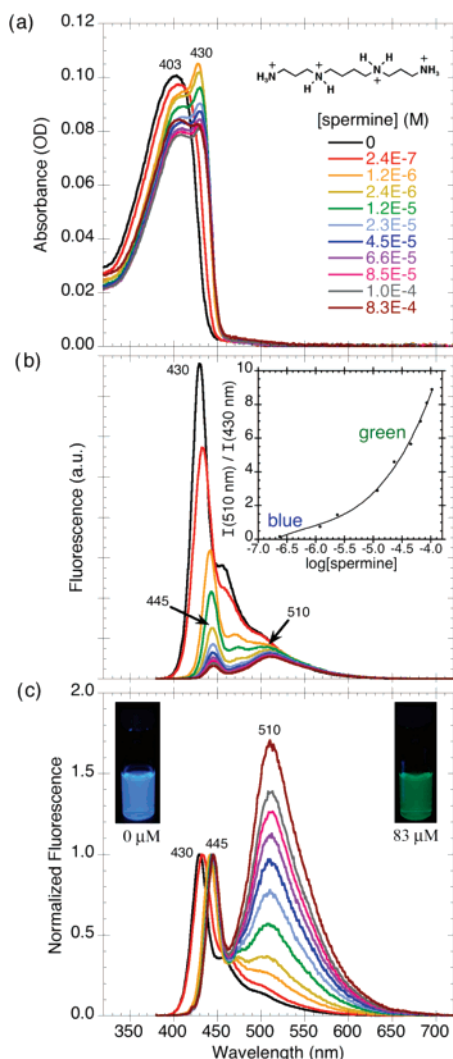 (a)
403
430
0.10
0.08
0.06
0.04
0.02
0.00
Absorbance (OD)
+
NH₃
+
N
H H
H H
N
+
NH₃
+
[spermine] (M)
0
2.4E-7
1.2E-6
2.4E-6
1.2E-5
2.3E-5
4.5E-5
6.6E-5
8.5E-5
1.0E-4
8.3E-4
(b)
430
445
510
Fluorescence (a.u.)
I(510 nm) / I(430 nm)
10
8
6
4
2
0
green
blue
-7.0 -6.5 -6.0 -5.5 -5.0 -4.5 -4.0
log[spermine]
(c)
2.0
1.5
1.0
0.5
0.0
Normalized Fluorescence
0 μM
83 μM
430
445
510
350 400 450 500 550 600 650 700
Wavelength (nm)